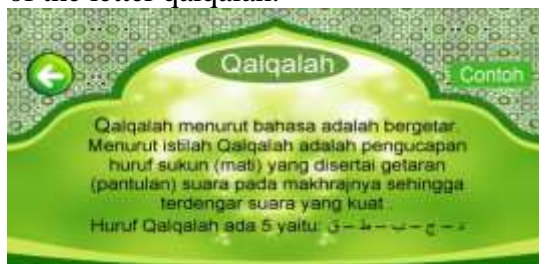 of the letter qalqalah.
Qalqalah
Contoh
Qalqalah menurut bahasa adalah bergetar
Menurut istilah Qalqalah adalah pengucapan
huruf sukun (mati) yang disertai getaran
(pantulan) suara pada makhrajnya sehingga
terdengar suara yang kuat.
Huruf Qalqalah ada 5 yaitu: د – ج – ب – ط – ق